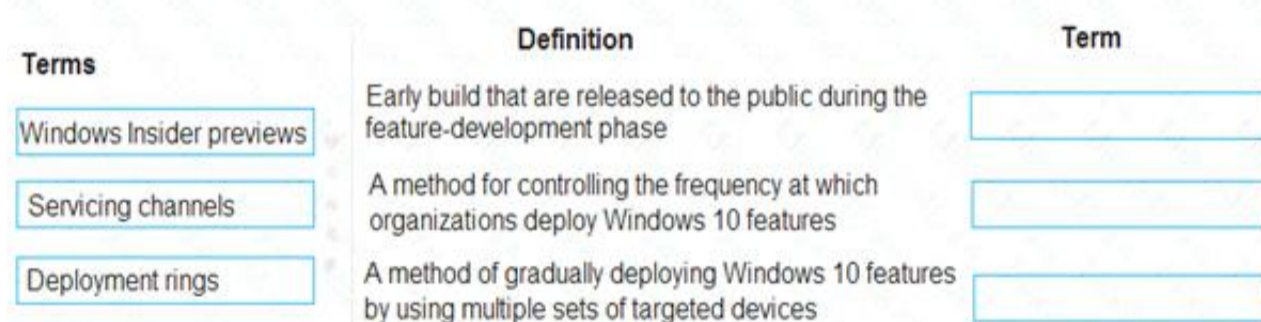 Terms
Windows Insider previews
Servicing channels
Deployment rings
Definition
Early build that are released to the public during the
feature-development phase
A method for controlling the frequency at which
organizations deploy Windows 10 features
A method of gradually deploying Windows 10 features
by using multiple sets of targeted devices
Term